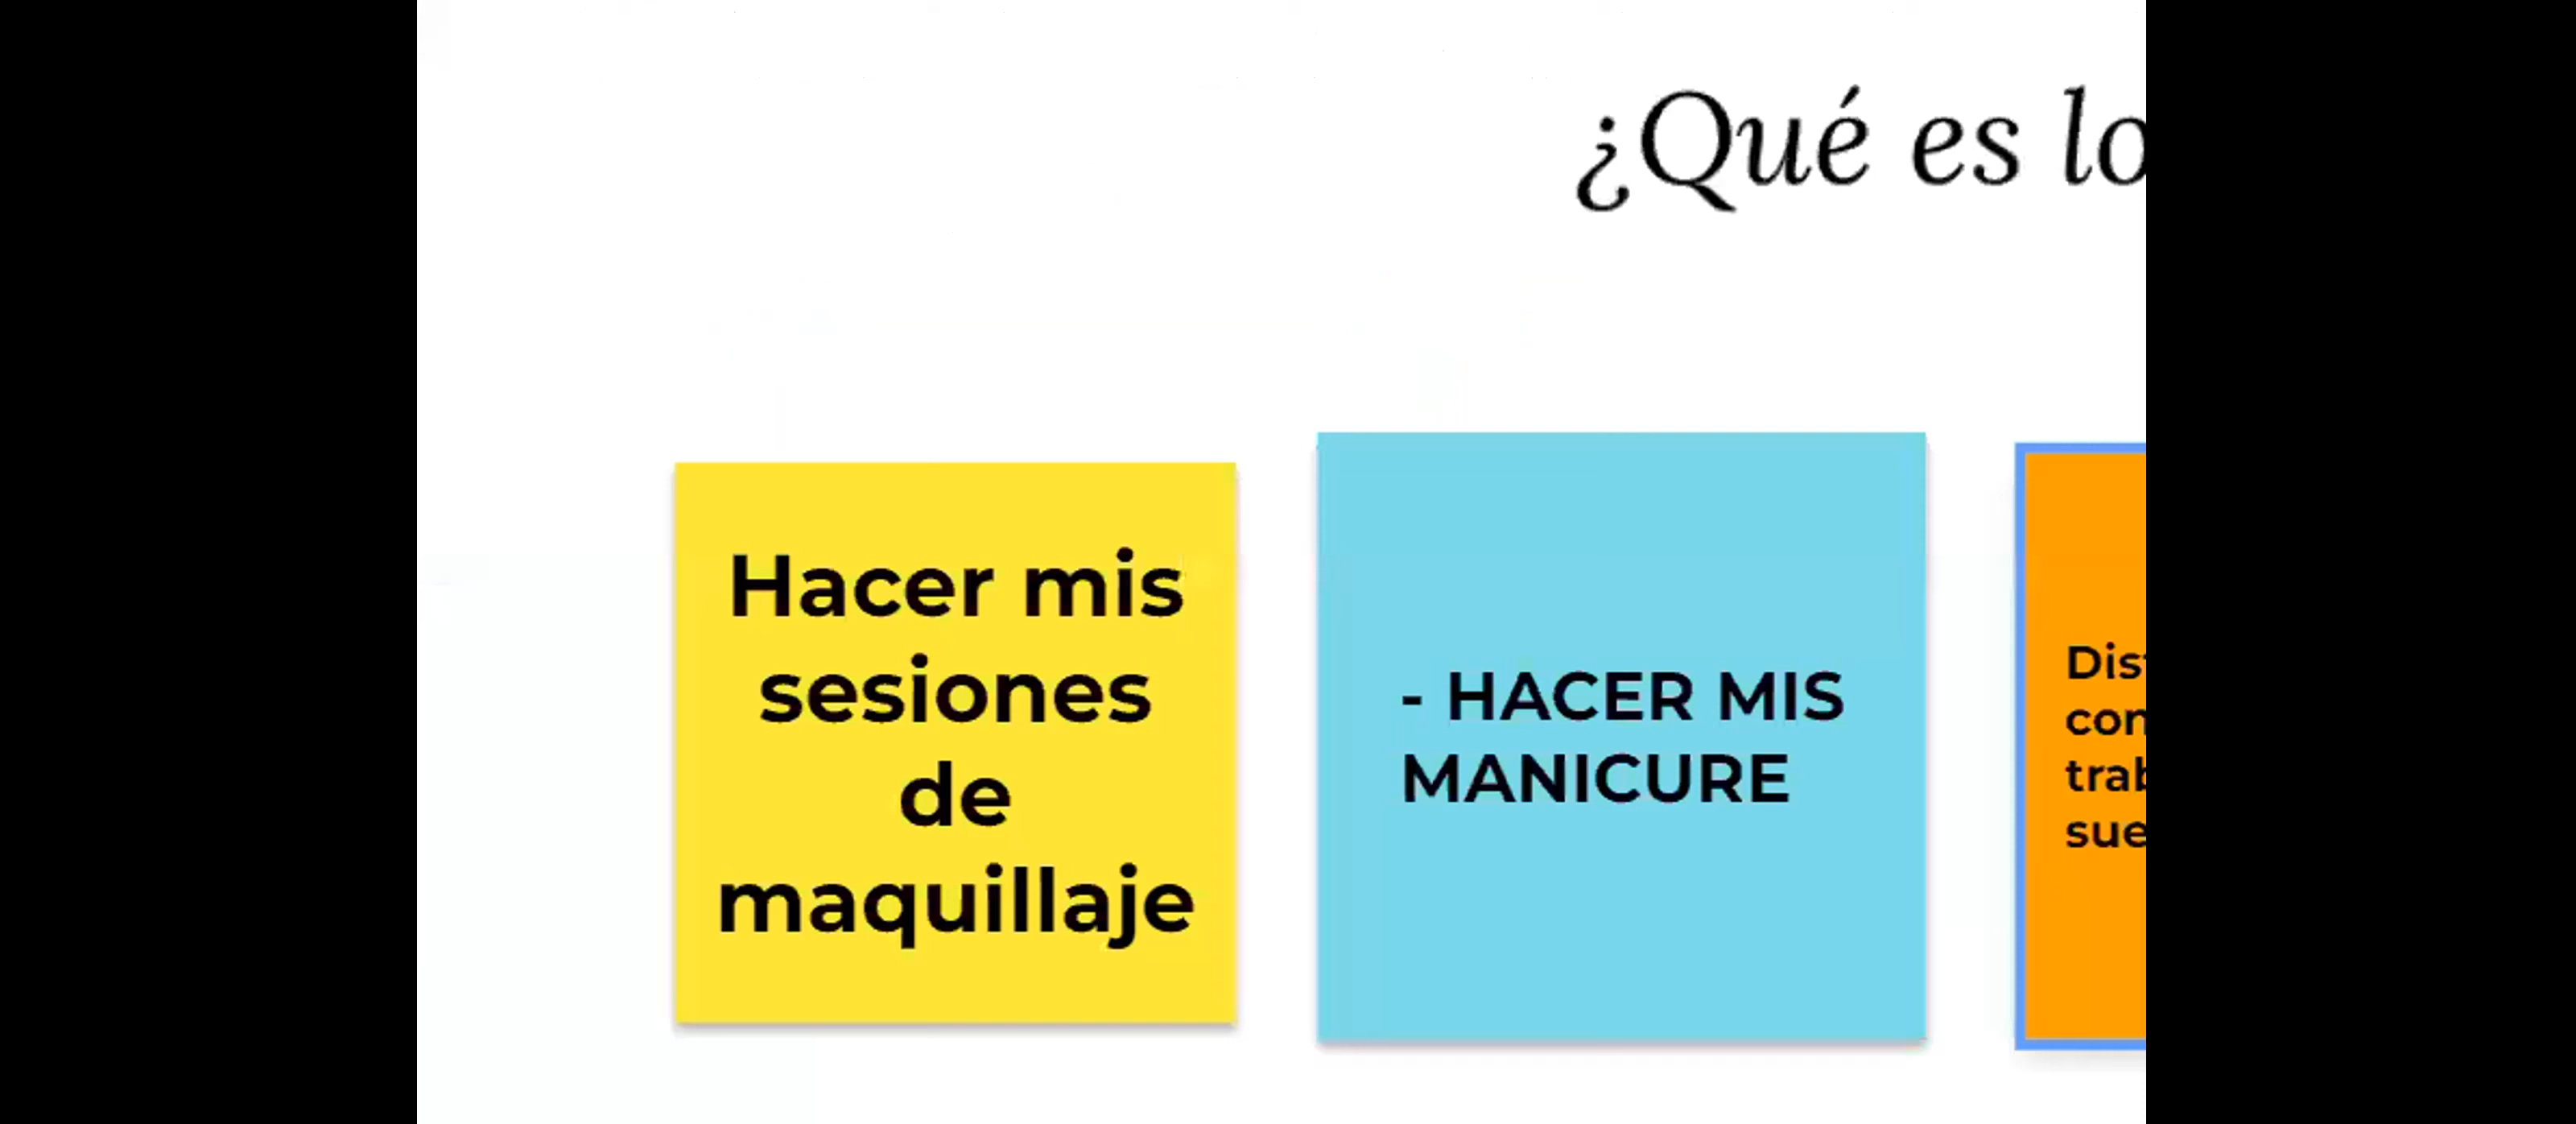 ¿Qué es lo
Hacer mis
sesiones
de
maquillaje
- HACER MIS
MANICURE